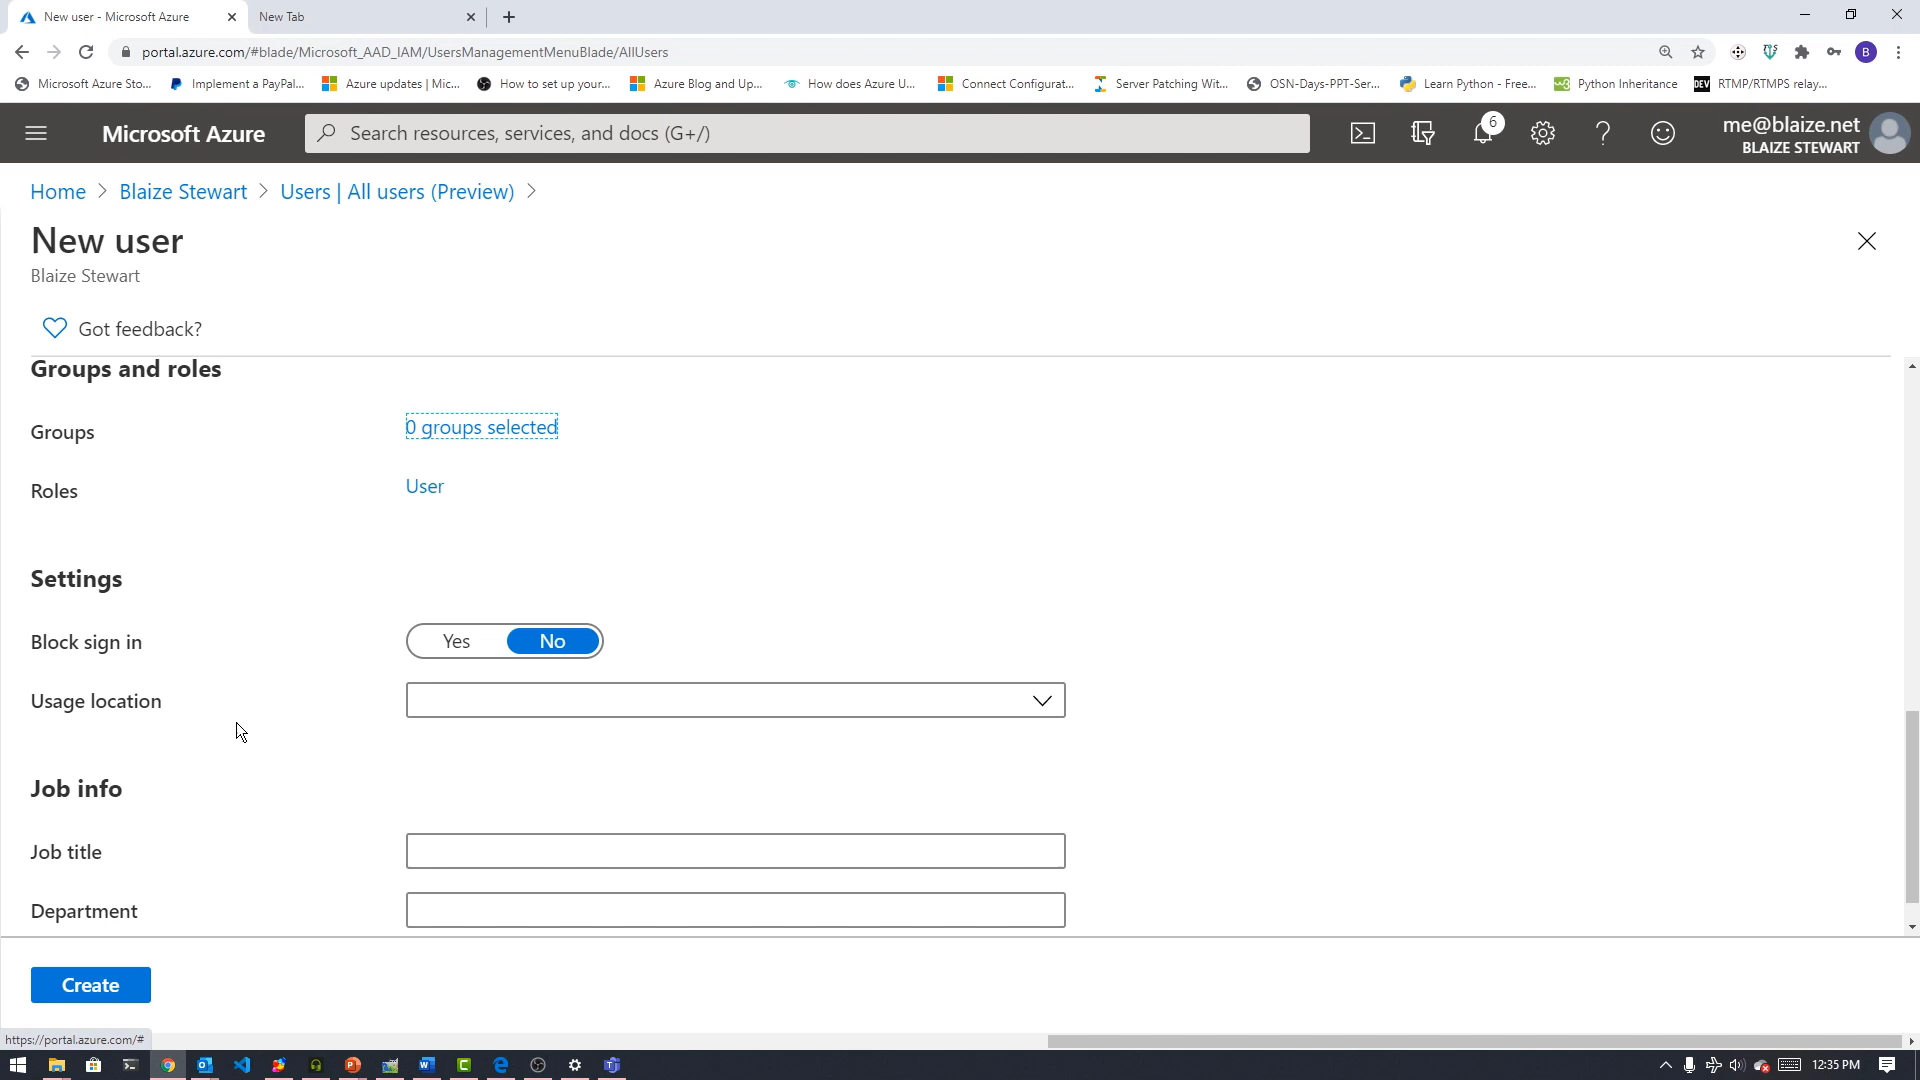 New user - Microsoft Azure
New Tab
portal.azure.com/#blade/Microsoft_AAD_IAM/UsersManagementMenuBlade/AllUsers
B
Microsoft Azure Sto...
Implement a PayPal...
Azure updates | Mic...
How to set up your...
Azure Blog and Up...
How does Azure U...
Connect Configurat...
Server Patching Wit...
OSN-Days-PPT-Ser...
Learn Python - Free...
Python Inheritance
DEV RTMP/RTMPS relay...
Microsoft Azure
Search resources, services, and docs (G+/)
6
me@blaize.net
BLAIZE STEWART
Home > Blaize Stewart > Users | All users (Preview) >
New user
Blaize Stewart
Got feedback?
Groups and roles
Groups
0 groups selected
Roles
User
Settings
Block sign in
Yes No
Usage location
Job info
Job title
Department
Create
https://portal.azure.com/#
12:35 PM